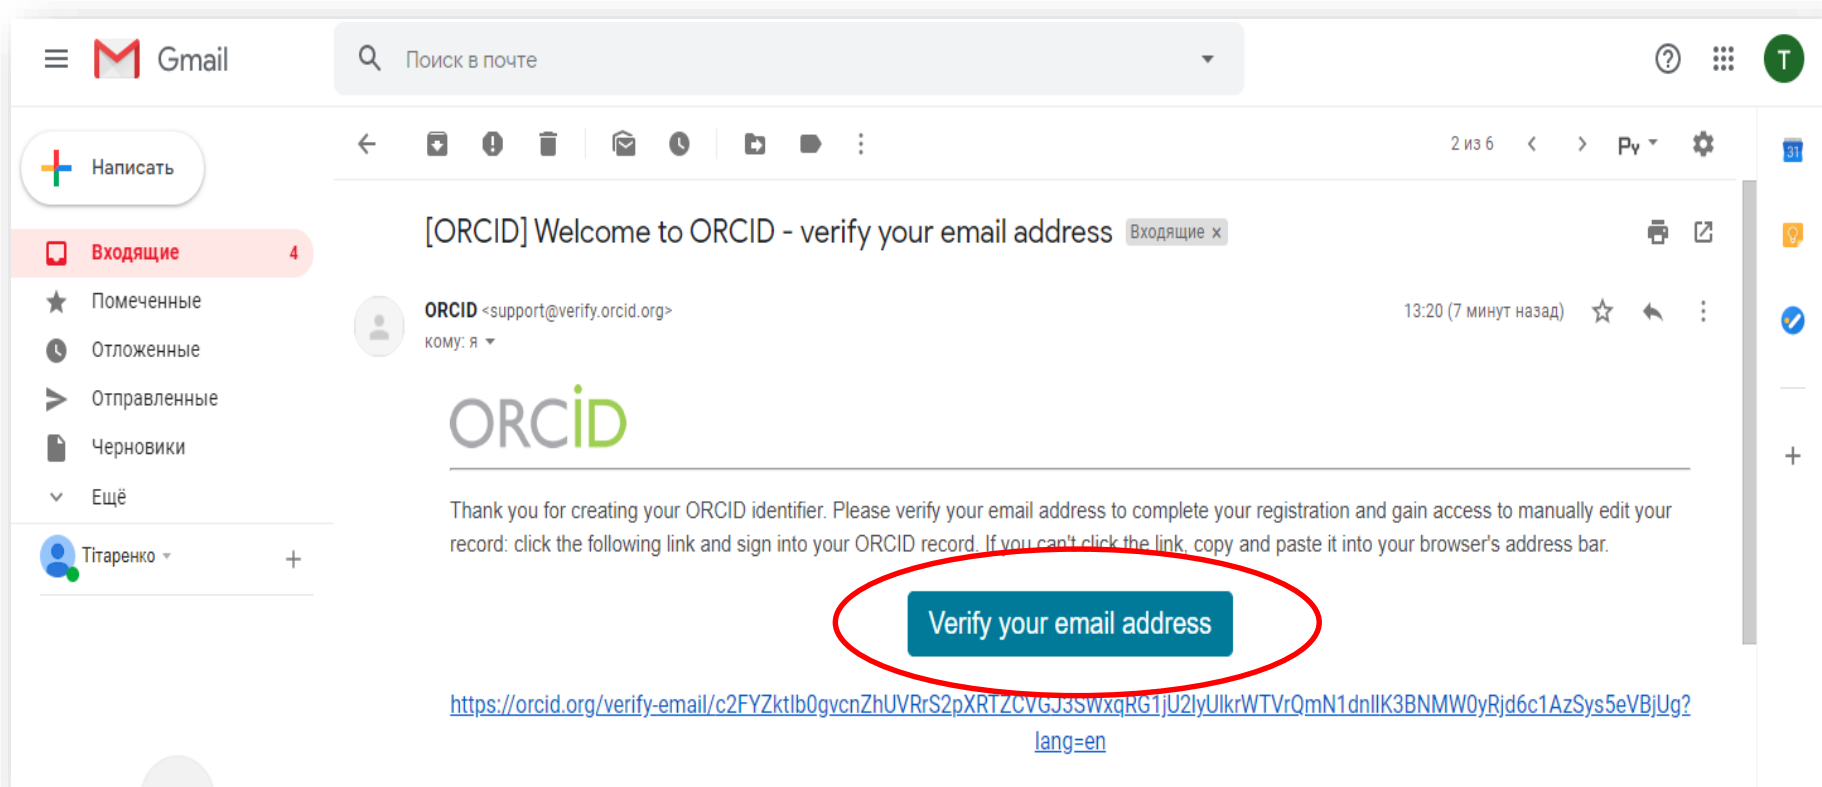 Gmail
Поиск в почте
T
Написать
2 из 6
Ру
31
[ORCID] Welcome to ORCID - verify your email address Входящие x
Входящие 4
Помеченные
ORCID <support@verify.orcid.org>
13:20 (7 минут назад)
кому: я
Отложенные
Отправленные
ORCID
Черновики
Ещё
Thank you for creating your ORCID identifier. Please verify your email address to complete your registration and gain access to manually edit your
record: click the following link and sign into your ORCID record. If you can't click the link, copy and paste it into your browser's address bar.
Тітаренко
Verify your email address
lang=en